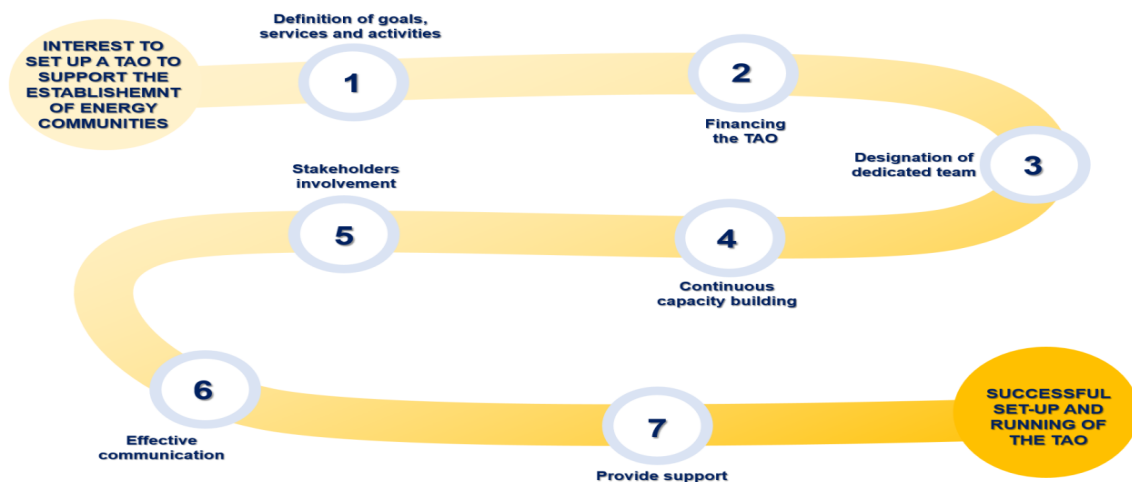 INTEREST TO
SET UP A TAO TO
SUPPORT THE
ESTABLISHEMNT
OF ENERGY
COMMUNITIES
Definition of goals,
services and activities
1
2
Financing
the TAO
Designation of
dedicated team
3
4
Continuous
capacity building
Stakeholders
involvement
5
6
Effective
communication
7
Provide support
SUCCESSFUL
SET-UP AND
RUNNING OF
THE TAO